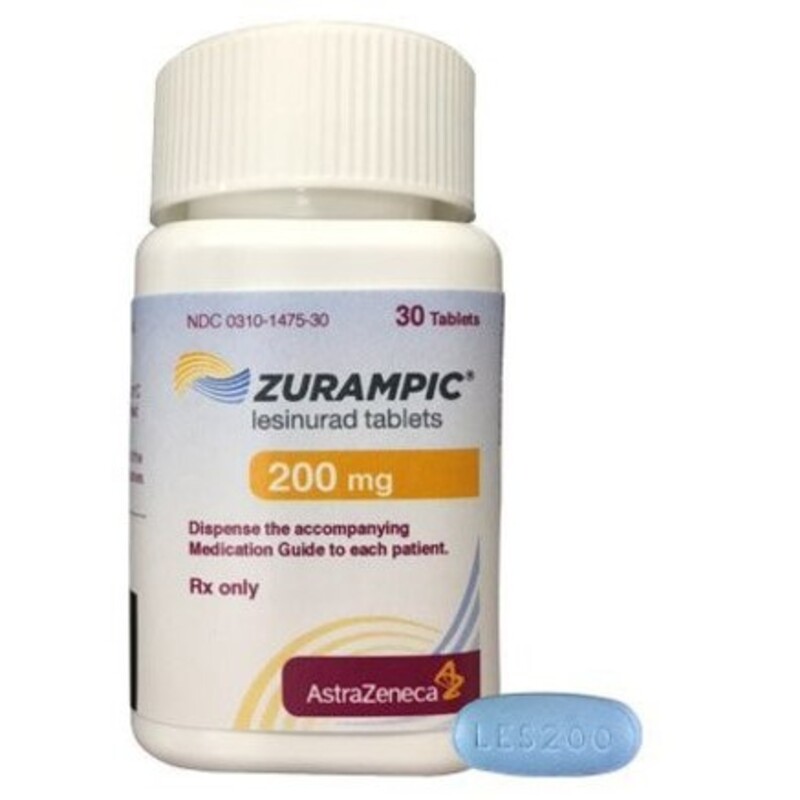 NDC 0310-1475-30 30 Tablets
ZURAMPIC®
lesinurad tablets
200 mg
Dispense the accompanying
Medication Guide to each patient.
Rx only
AstraZeneca
LES200